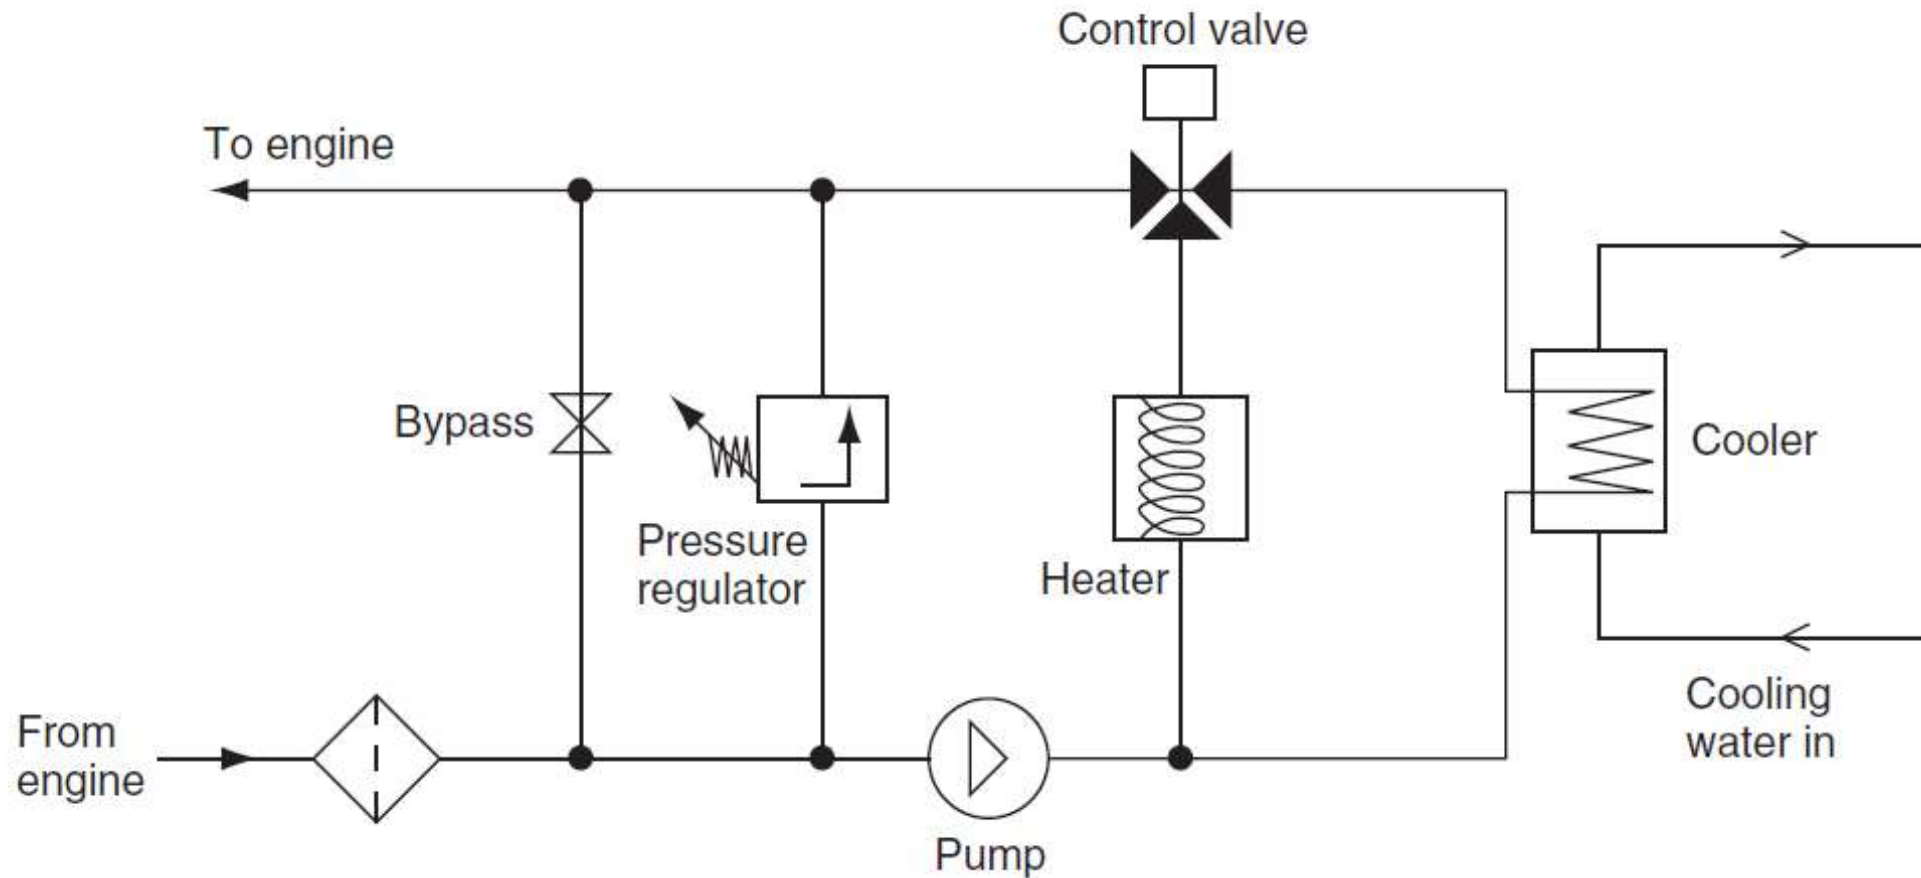 Control valve
To engine
Bypass
Pressure
regulator
Heater
Cooler
From
engine
Cooling
water in
Pump